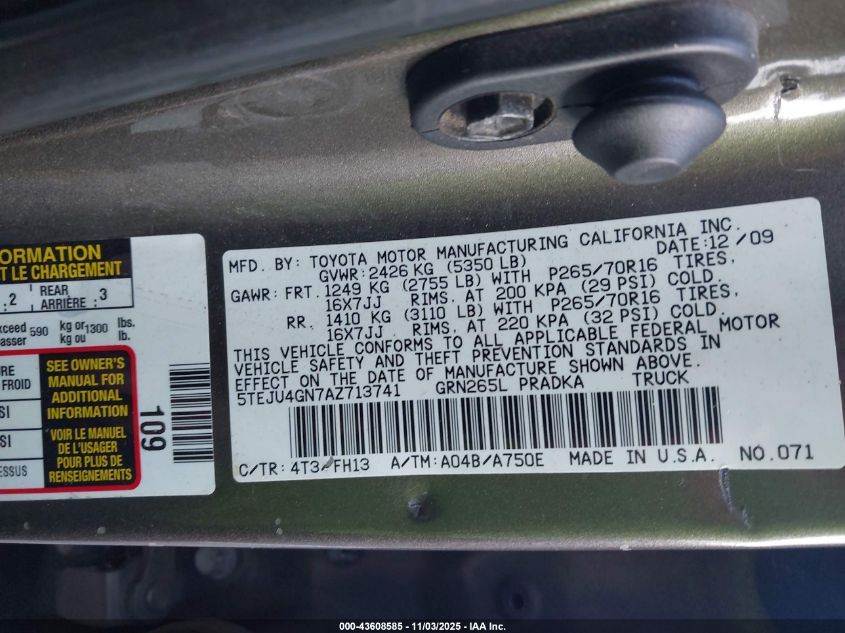 FORMATION
T LE CHARGEMENT
. 2 REAR ARRIÈRE : 3
xceed 590 kg or 1300 lbs.
asser kg ou lb.
URE
FROID
SI
SI
ESSUS
SEE OWNER'S
MANUAL FOR
ADDITIONAL
INFORMATION
VOIR LE MANUEL
DE L'USAGER
POUR PLUS DE
RENSEIGNEMENTS
109
MFD. BY: TOYOTA MOTOR MANUFACTURING CALIFORNIA INC.
GVWR: 2426 KG (5350 LB) DATE: 12 /09
GAWR: FRT. 1249 KG (2755 LB) WITH P265/70R16 TIRES,
16X7JJ RIMS, AT 200 KPA (29 PSI) COLD.
RR. 1410 KG (3110 LB) WITH P265/70R16 TIRES,
16X7JJ RIMS, AT 220 KPA (32 PSI) COLD.
THIS VEHICLE CONFORMS TO ALL APPLICABLE FEDERAL MOTOR
VEHICLE SAFETY AND THEFT PREVENTION STANDARDS IN
EFFECT ON THE DATE OF MANUFACTURE SHOWN ABOVE.
5TEJU4GN7AZ713741 GRN265L PRADKA TRUCK
C/TR: 4T3 /FH13 A/TM: A04B/A750E MADE IN U.S.A. NO.071
000-43608585 - 11/03/2025 - IAA Inc.